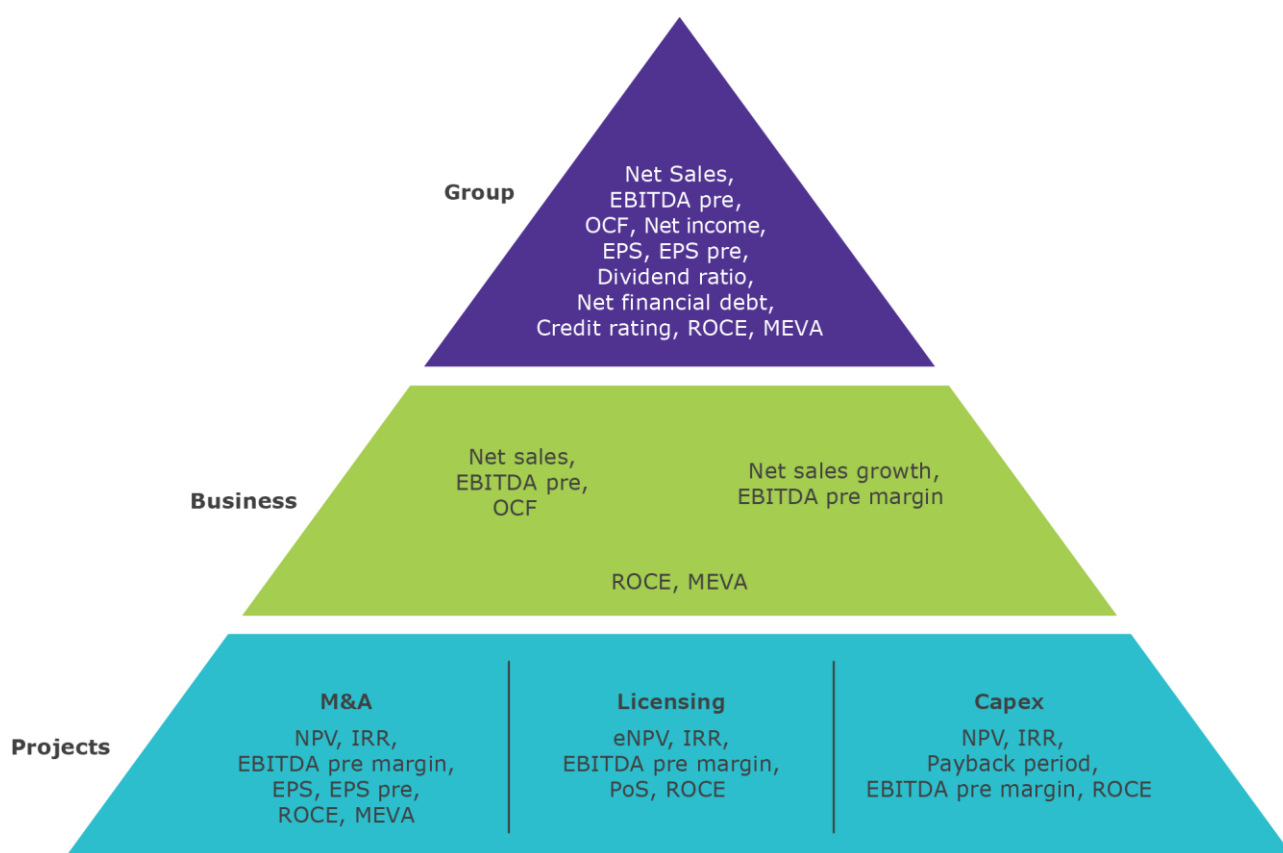 Group
Net Sales,
EBITDA pre,
OCF, Net income,
EPS, EPS pre,
Dividend ratio,
Net financial debt,
Credit rating, ROCE, MEVA
Business
Net sales,
EBITDA pre,
OCF
Net sales growth,
EBITDA pre margin
ROCE, MEVA
Projects
M&A
NPV, IRR,
EBITDA pre margin,
EPS, EPS pre,
ROCE, MEVA
Licensing
eNPV, IRR,
EBITDA pre margin,
PoS, ROCE
Capex
NPV, IRR,
Payback period,
EBITDA pre margin, ROCE